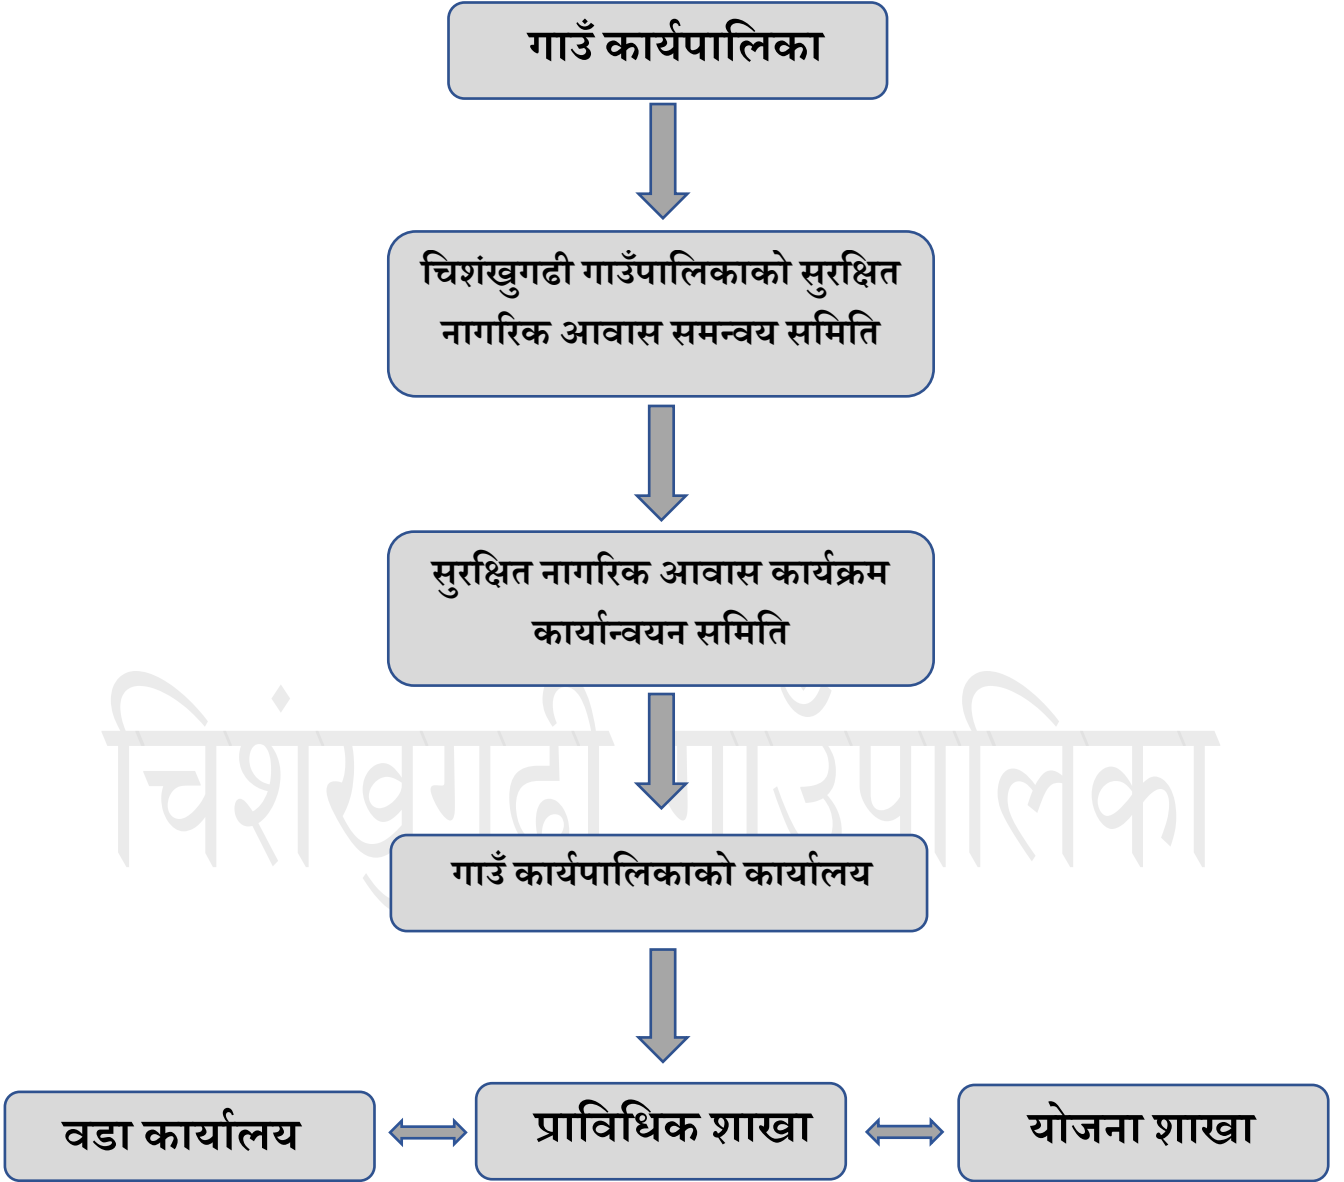 गाउँ कार्यपालिका
चिशंखुगढी गाउँपालिकाको सुरक्षित
नागरिक आवास समन्वय समिति
सुरक्षित नागरिक आवास कार्यक्रम
कार्यान्वयन समिति
चिशंखुगढी गाउँपालिका
गाउँ कार्यपालिकाको कार्यालय
वडा कार्यालय
प्राविधिक शाखा
योजना शाखा